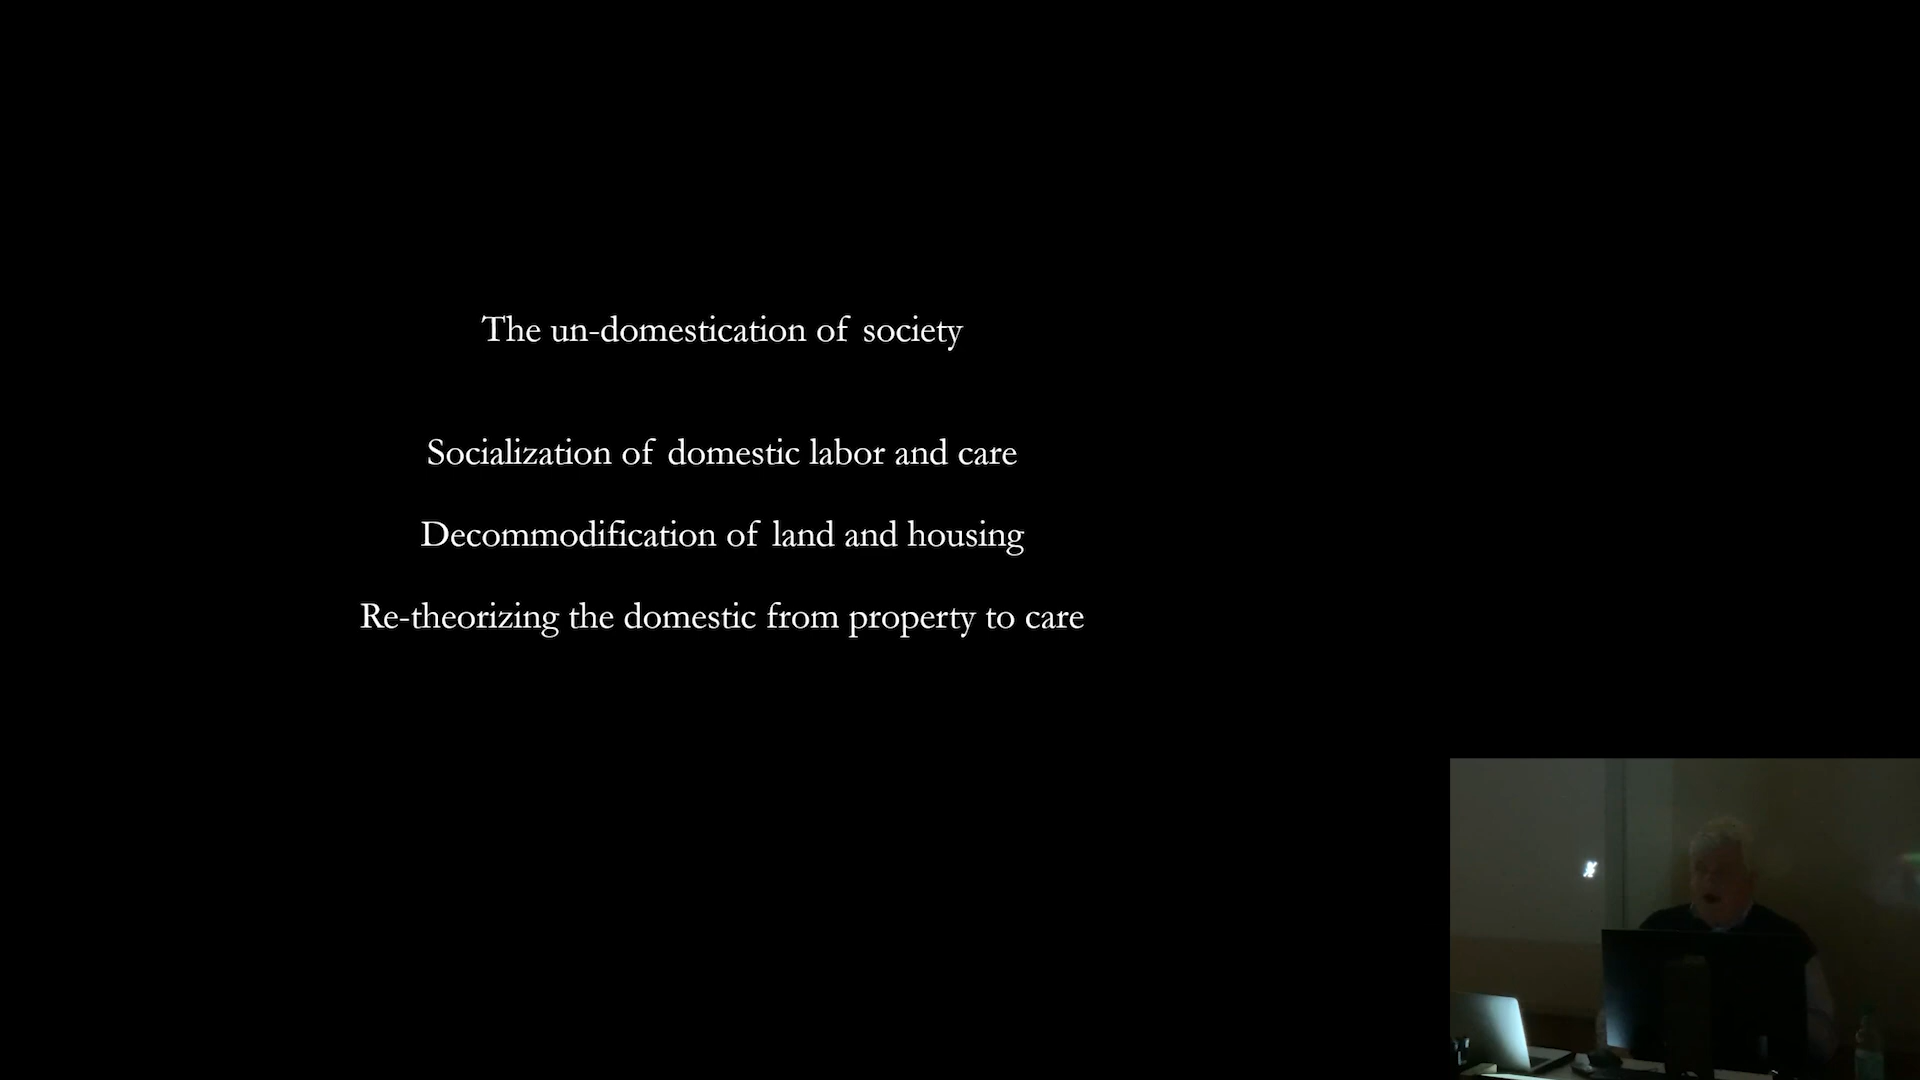 The un-domestication of society
Socialization of domestic labor and care
Decommodification of land and housing
Re-theorizing the domestic from property to care